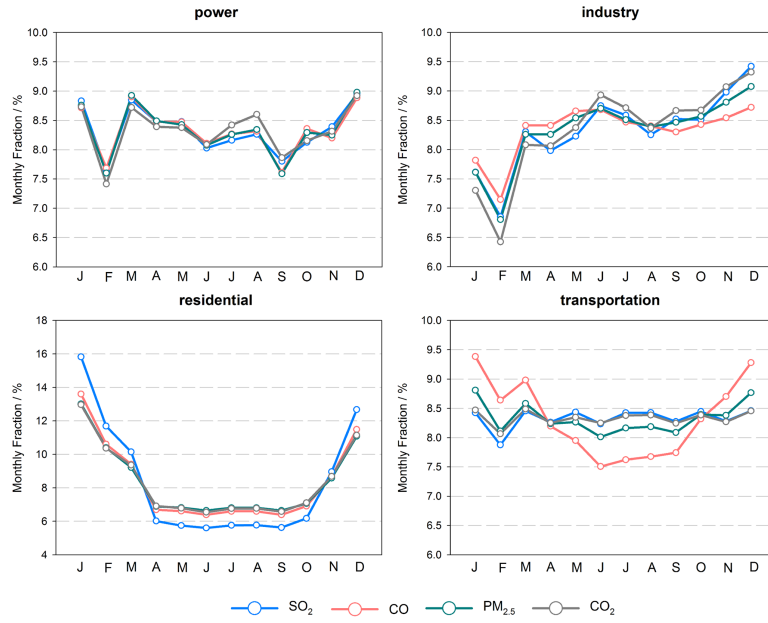 power
Monthly Fraction / %
10.0
9.5
9.0
8.5
8.0
7.5
7.0
6.5
6.0
J F M A M J J A S O N D
industry
Monthly Fraction / %
10.0
9.5
9.0
8.5
8.0
7.5
7.0
6.5
6.0
J F M A M J J A S O N D
residential
Monthly Fraction / %
18
16
14
12
10
8
6
4
J F M A M J J A S O N D
transportation
Monthly Fraction / %
10.0
9.5
9.0
8.5
8.0
7.5
7.0
6.5
6.0
J F M A M J J A S O N D
SO₂ CO PM₂.₅ CO₂